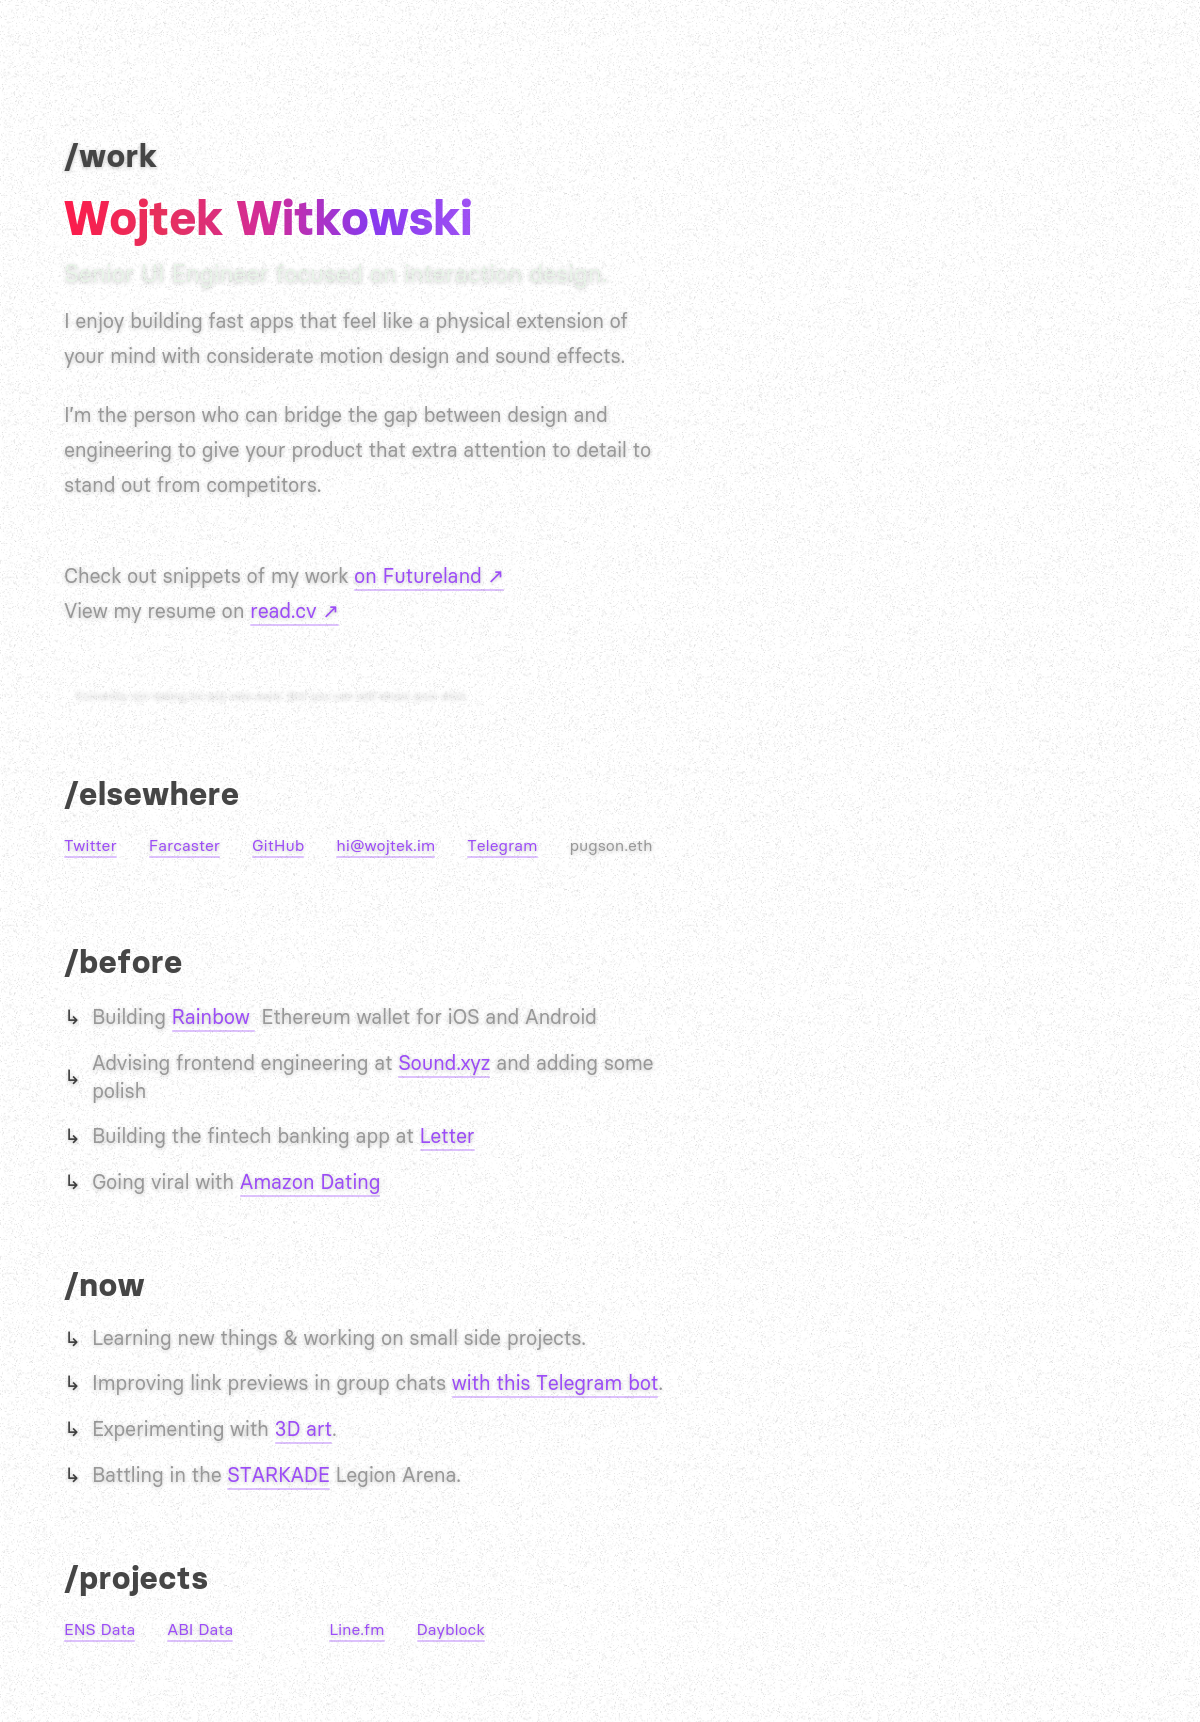 /work
Wojtek Witkowski
Senior UI Engineer focused on interaction design.
I enjoy building fast apps that feel like a physical extension of
your mind with considerate motion design and sound effects.
I’m the person who can bridge the gap between design and
engineering to give your product that extra attention to detail to
stand out from competitors.
Check out snippets of my work on Futureland ↗
View my resume on read.cv ↗
/elsewhere
Twitter Farcaster GitHub hi@wojtek.im Telegram pugson.eth
/before
↳ Building Rainbow Ethereum wallet for iOS and Android
↳ Advising frontend engineering at Sound.xyz and adding some
polish
↳ Building the fintech banking app at Letter
↳ Going viral with Amazon Dating
/now
↳ Learning new things & working on small side projects.
↳ Improving link previews in group chats with this Telegram bot.
↳ Experimenting with 3D art.
↳ Battling in the STARKADE Legion Arena.
/projects
ENS Data ABI Data Line.fm Dayblock